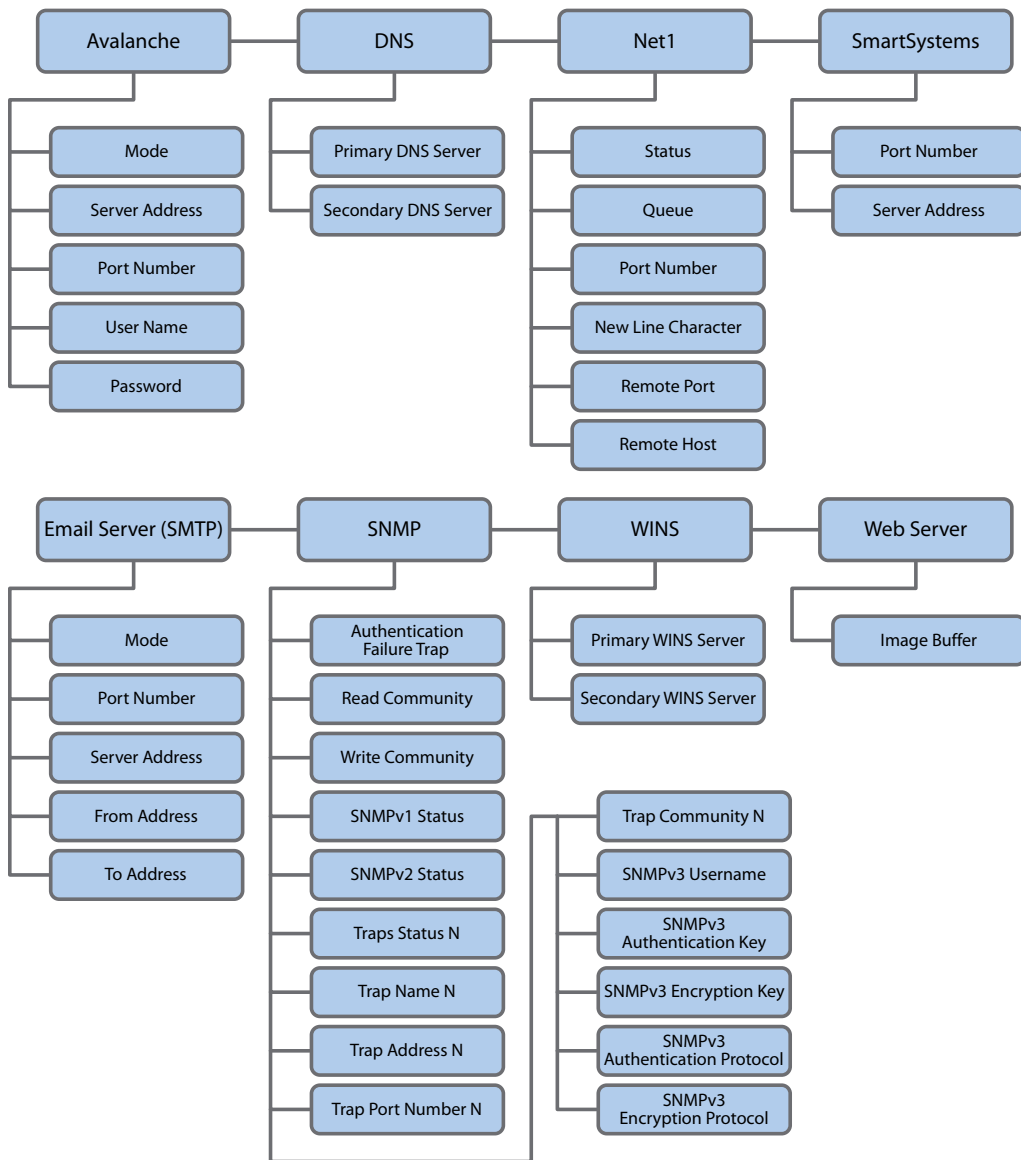 Avalanche
DNS
Net1
SmartSystems
Mode
Server Address
Port Number
User Name
Password
Primary DNS Server
Secondary DNS Server
Status
Queue
Port Number
New Line Character
Remote Port
Remote Host
Port Number
Server Address
Email Server (SMTP)
SNMP
WINS
Web Server
Mode
Port Number
Server Address
From Address
To Address
Authentication
Failure Trap
Read Community
Write Community
SNMPv1 Status
SNMPv2 Status
Traps Status N
Trap Name N
Trap Address N
Trap Port Number N
Trap Community N
SNMPv3 Username
SNMPv3
Authentication Key
SNMPv3 Encryption Key
SNMPv3
Authentication Protocol
SNMPv3
Encryption Protocol
Primary WINS Server
Secondary WINS Server
Image Buffer